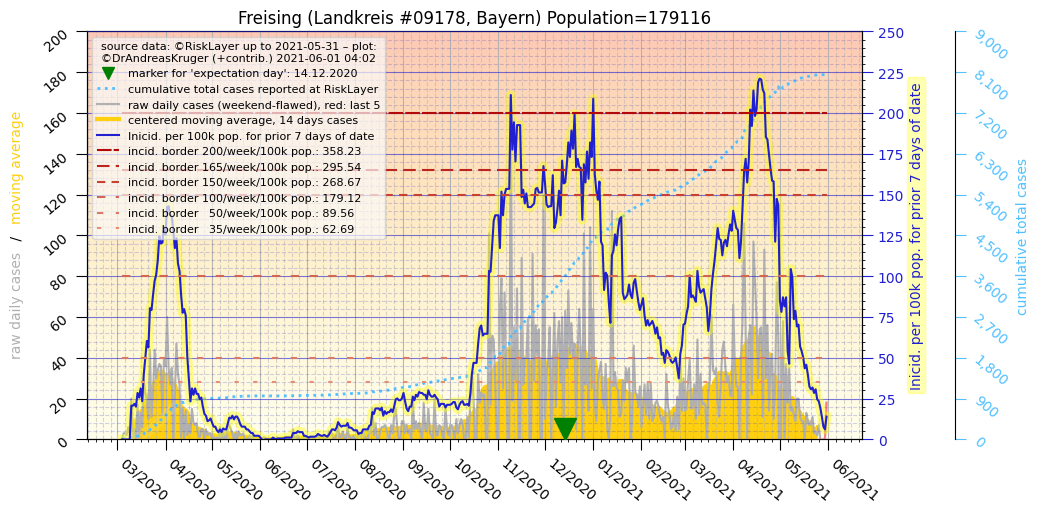 Freising (Landkreis #09178, Bayern) Population=179116
source data: ©RiskLayer up to 2021-05-31 – plot:
©DrAndreasKruger (+contrib.) 2021-06-01 04:02
marker for 'expectation day': 14.12.2020
cumulative total cases reported at RiskLayer
raw daily cases (weekend-flawed), red: last 5
centered moving average, 14 days cases
Inicid. per 100k pop. for prior 7 days of date
incid. border 200/week/100k pop.: 358.23
incid. border 165/week/100k pop.: 295.54
incid. border 150/week/100k pop.: 268.67
incid. border 100/week/100k pop.: 179.12
incid. border   50/week/100k pop.: 89.56
incid. border   35/week/100k pop.: 62.69
raw daily cases  /  moving average
200
180
160
140
120
100
80
60
40
20
0
250
225
200
175
150
125
100
75
50
25
0
Inicid. per 100k pop. for prior 7 days of date
9,000
8,100
7,200
6,300
5,400
4,500
3,600
2,700
1,800
900
0
cumulative total cases
03/2020
04/2020
05/2020
06/2020
07/2020
08/2020
09/2020
10/2020
11/2020
12/2020
01/2021
02/2021
03/2021
04/2021
05/2021
06/2021